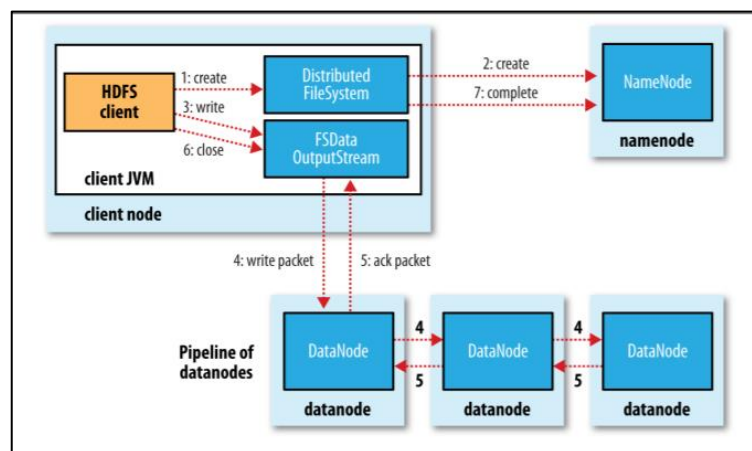 HDFS
client
1: create
3: write
6: close
Distributed
FileSystem
FSData
OutputStream
client JVM
client node
2: create
7: complete
NameNode
namenode
4: write packet
5: ack packet
Pipeline of
datanodes
DataNode
datanode
4
5
DataNode
datanode
4
5
DataNode
datanode